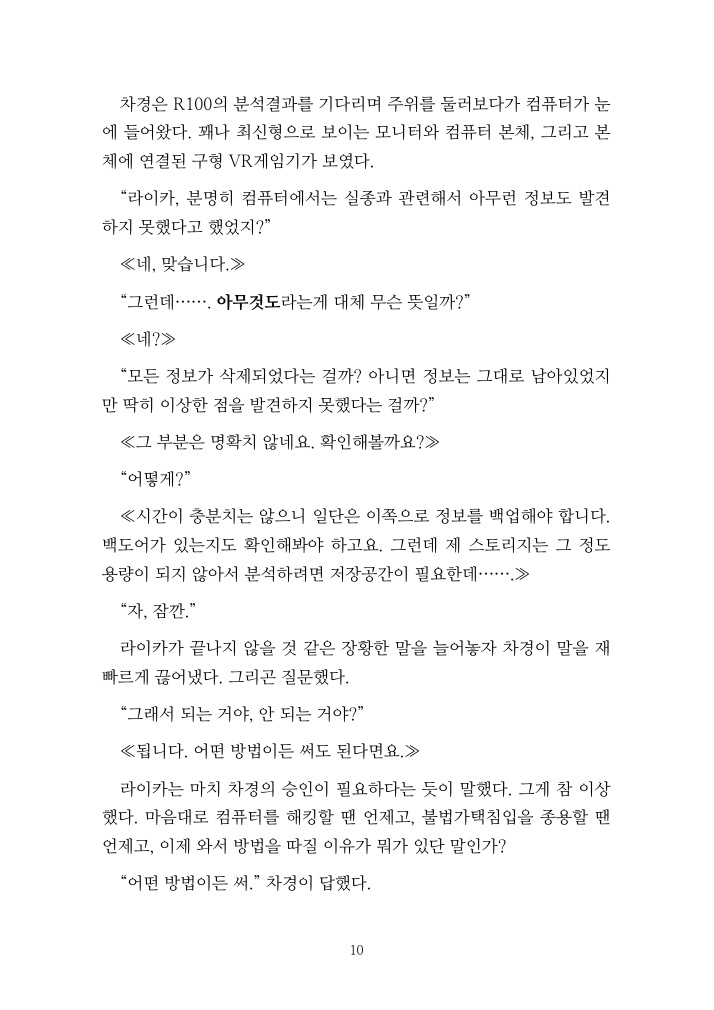 차경은 R100의 분석결과를 기다리며 주위를 둘러보다가 컴퓨터가 눈
에 들어왔다. 꽤나 최신형으로 보이는 모니터와 컴퓨터 본체, 그리고 본
체에 연결된 구형 VR게임기가 보였다.
“라이카, 분명히 컴퓨터에서는 실종과 관련해서 아무런 정보도 발견
하지 못했다고 했었지?”
≪네, 맞습니다.≫
“그런데……. 아무것도라는게 대체 무슨 뜻일까?”
≪네?≫
“모든 정보가 삭제되었다는 걸까? 아니면 정보는 그대로 남아있었지
만 딱히 이상한 점을 발견하지 못했다는 걸까?”
≪그 부분은 명확치 않네요. 확인해볼까요?≫
“어떻게?”
≪시간이 충분치는 않으니 일단은 이쪽으로 정보를 백업해야 합니다.
백도어가 있는지도 확인해봐야 하고요. 그런데 제 스토리지는 그 정도
용량이 되지 않아서 분석하려면 저장공간이 필요한데…….≫
“자, 잠깐.”
라이카가 끝나지 않을 것 같은 장황한 말을 늘어놓자 차경이 말을 재
빠르게 끊어냈다. 그리곤 질문했다.
“그래서 되는 거야, 안 되는 거야?”
≪됩니다. 어떤 방법이든 써도 된다면요.≫
라이카는 마치 차경의 승인이 필요하다는 듯이 말했다. 그게 참 이상
했다. 마음대로 컴퓨터를 해킹할 땐 언제고, 불법가택침입을 종용할 땐
언제고, 이제 와서 방법을 따질 이유가 뭐가 있단 말인가?
“어떤 방법이든 써.” 차경이 답했다.
10